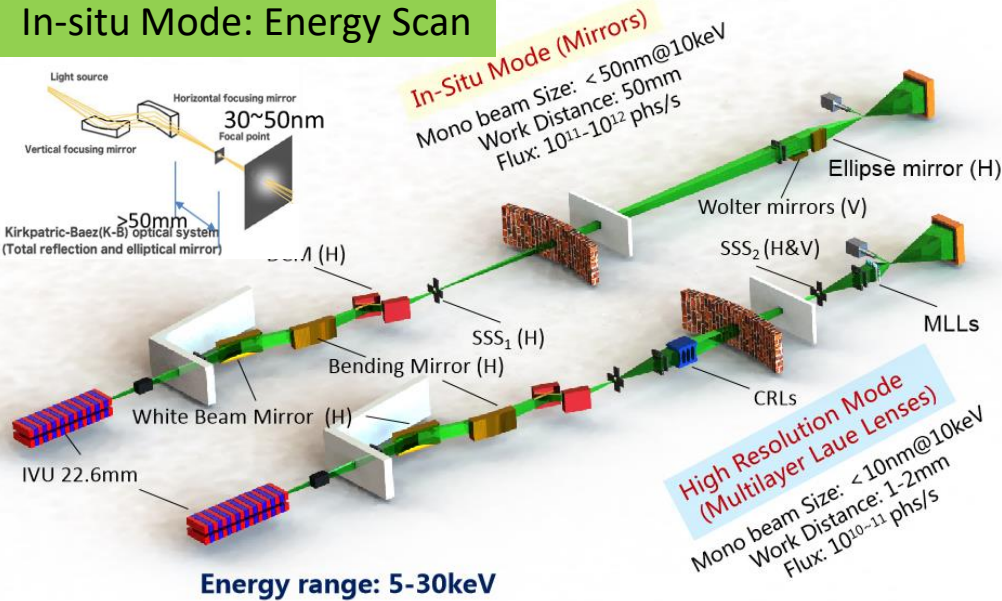 In-situ Mode: Energy Scan
Light source
Horizontal focusing mirror
30~50nm
Focal point
Vertical focusing mirror
>50mm
Kirkpatric-Baez(K-B) optical system
(Total reflection and elliptical mirror)
In-Situ Mode (Mirrors)
Mono beam Size: <50nm@10keV
Work Distance: 50mm
Flux: 10¹¹-10¹² phs/s
Ellipse mirror (H)
Wolter mirrors (V)
DCM (H)
SSS₁ (H)
SSS₂ (H&V)
MLLs
Bending Mirror (H)
White Beam Mirror (H)
CRLs
IVU 22.6mm
High Resolution Mode
(Multilayer Laue Lenses)
Mono beam Size: <10nm@10keV
Work Distance: 1-2mm
Flux: 10¹⁰~¹¹ phs/s
Energy range: 5-30keV